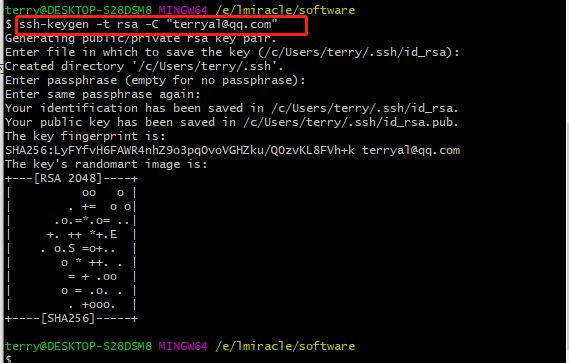 terry@DESKTOP-S28DSM8 MINGW64 /e/lmiracle/software
$ ssh-keygen -t rsa -C "terryal@qq.com"
Generating public/private rsa key pair.
Enter file in which to save the key (/c/Users/terry/.ssh/id_rsa):
Created directory '/c/Users/terry/.ssh'.
Enter passphrase (empty for no passphrase):
Enter same passphrase again:
Your identification has been saved in /c/Users/terry/.ssh/id_rsa.
Your public key has been saved in /c/Users/terry/.ssh/id_rsa.pub.
The key fingerprint is:
SHA256:LyFYfvH6FAWR4nhZ9o3pqOvoVGHZku/QOzvKL8FVh+k terryal@qq.com
The key's randomart image is:
+---[RSA 2048]----+
|          oo   o |
|         . +=  o o|
|      .o.=*.o= ..|
|     +. ++ *+.E  |
|    . o.S =o+..  |
|       o * ++. . |
|        = + .oo  |
|       o = .o. . |
|        . +ooo.  |
+----[SHA256]-----+
terry@DESKTOP-S28DSM8 MINGW64 /e/lmiracle/software
$